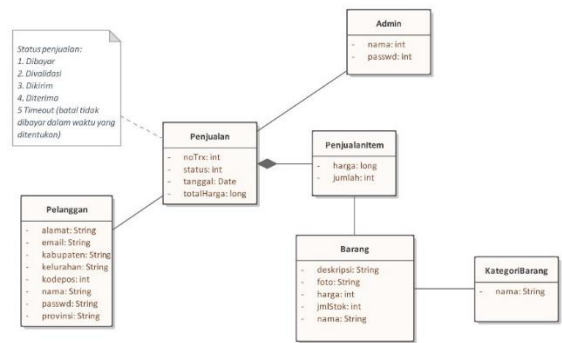 Admin
- nama: int
- passwd: int
Status penjualan:
1. Dibayar
2. Divalidasi
3. Dikirim
4. Diterima
5 Timeout (batal tidak
dibayar dalam waktu yang
ditentukan)
Penjualan
- noTrx: int
- status: int
- tanggal: Date
- totalHarga: long
PenjualanItem
- harga: long
- jumlah: int
Pelanggan
- alamat: String
- email: String
- kabupaten: String
- kelurahan: String
- kodepos: int
- nama: String
- passwd: String
- provinsi: String
Barang
- deskripsi: String
- foto: String
- harga: int
- jmlStok: int
- nama: String
KategoriBarang
- nama: String